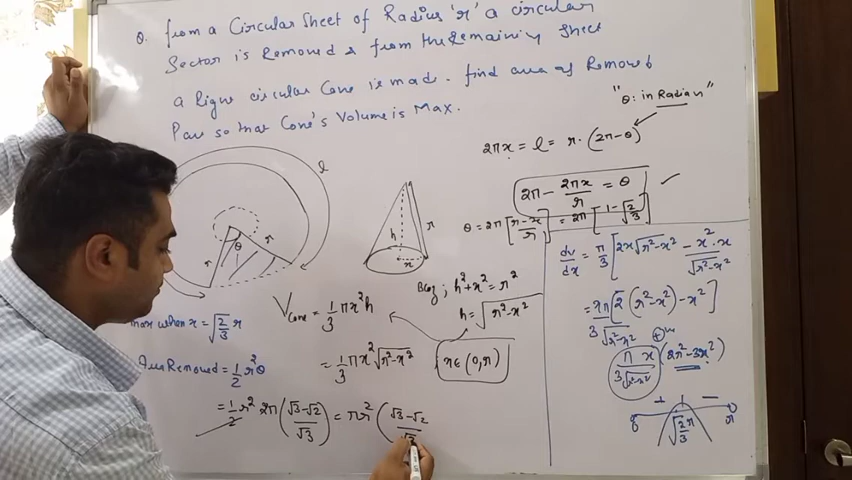 Q. from a Circular Sheet of Radius 'r' a circular
Sector is Removed & from the Remaining Sheet
a Right circular Cone is made. find area of Removed
Part so that Cone's Volume is Max.
"θ: in Radian"
2πx = l = r·(2π-θ)
2π - 2πx/r = θ
θ = 2π[(r-x)/r] = 2π[1-√(2/3)]
l
r
θ
r
h
r
x
Bcoz; h²+x²=r²
h = √(r²-x²)
V_Cone = 1/3 πx²h
= 1/3 πx²√(r²-x²)
x∈(0,r)
max when x = √(2/3) r
Removed = 1/2 r²θ
= 1/2 r² 2π((√3-√2)/√3) = πr²((√3-√2)/√3
dv/dx = π/3 [2x√(r²-x²) - x²·x/√(r²-x²)]
= xπ/(3√(r²-x²)) [2(r²-x²)-x²]
πx/(3√(r²-x²)) (2r²-3x²)
+ -
0 √(2/3) r r